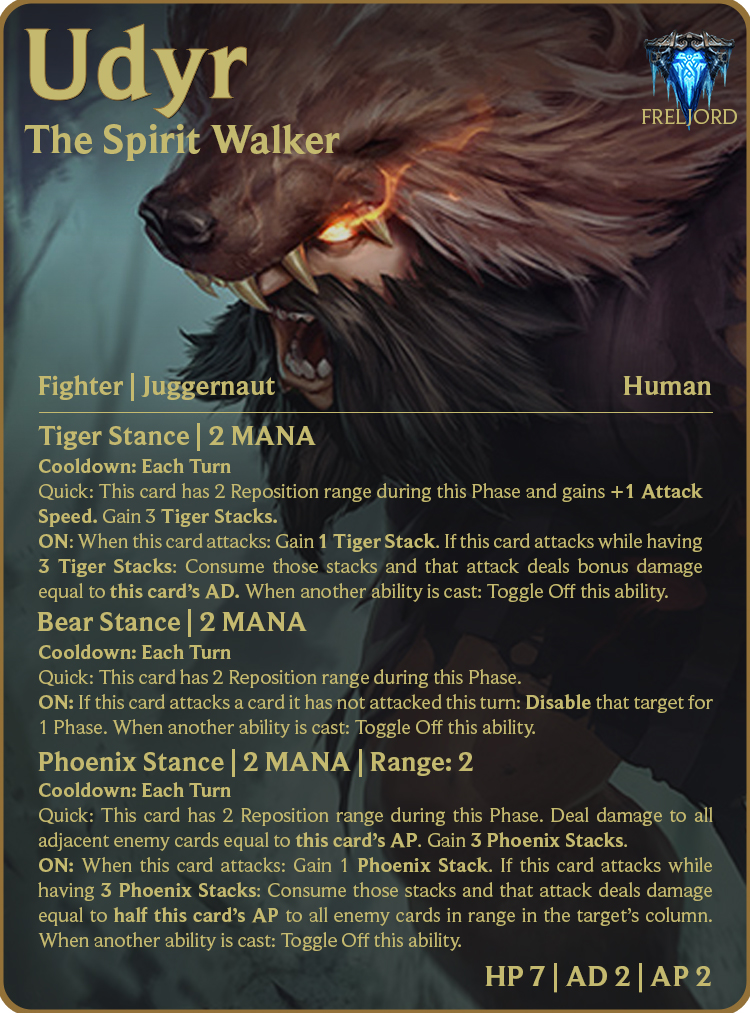 Udyr
The Spirit Walker
FRELJORD
Fighter | Juggernaut
Human
Tiger Stance | 2 MANA
Cooldown: Each Turn
Quick: This card has 2 Reposition range during this Phase and gains +1 Attack
Speed. Gain 3 Tiger Stacks.
ON: When this card attacks: Gain 1 Tiger Stack. If this card attacks while having
3 Tiger Stacks: Consume those stacks and that attack deals bonus damage
equal to this card's AD. When another ability is cast: Toggle Off this ability.
Bear Stance | 2 MANA
Cooldown: Each Turn
Quick: This card has 2 Reposition range during this Phase.
ON: If this card attacks a card it has not attacked this turn: Disable that target for
1 Phase. When another ability is cast: Toggle Off this ability.
Phoenix Stance | 2 MANA | Range: 2
Cooldown: Each Turn
Quick: This card has 2 Reposition range during this Phase. Deal damage to all
adjacent enemy cards equal to this card's AP. Gain 3 Phoenix Stacks.
ON: When this card attacks: Gain 1 Phoenix Stack. If this card attacks while
having 3 Phoenix Stacks: Consume those stacks and that attack deals damage
equal to half this card's AP to all enemy cards in range in the target's column.
When another ability is cast: Toggle Off this ability.
HP 7 | AD 2 | AP 2